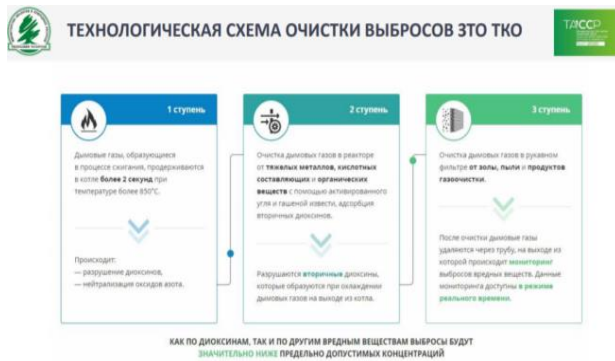 ТЕХНОЛОГИЧЕСКАЯ СХЕМА ОЧИСТКИ ВЫБРОСОВ ЗТО ТКО
ТАССР
1 ступень
Дымовые газы, образующиеся
в процессе сжигания, продерживаются
в котле более 2 секунд при
температуре более 850°C.
Происходит:
— разрушение диоксинов,
— нейтрализация оксидов азота.
2 ступень
Очистка дымовых газов в реакторе
от тяжелых металлов, кислотных
составляющих и органических
веществ с помощью активированного
угля и гашеной извести, адсорбция
вторичных диоксинов.
Разрушаются вторичные диоксины,
которые образуются при охлаждении
дымовых газов на выходе из котла.
3 ступень
Очистка дымовых газов в рукавном
фильтре от золы, пыли и продуктов
газоочистки.
После очистки дымовые газы
удаляются через трубу, на выходе из
которой происходит мониторинг
выбросов вредных веществ. Данные
мониторинга доступны в режиме
реального времени.
КАК ПО ДИОКСИНАМ, ТАК И ПО ДРУГИМ ВРЕДНЫМ ВЕЩЕСТВАМ ВЫБРОСЫ БУДУТ
ЗНАЧИТЕЛЬНО НИЖЕ ПРЕДЕЛЬНО ДОПУСТИМЫХ КОНЦЕНТРАЦИЙ